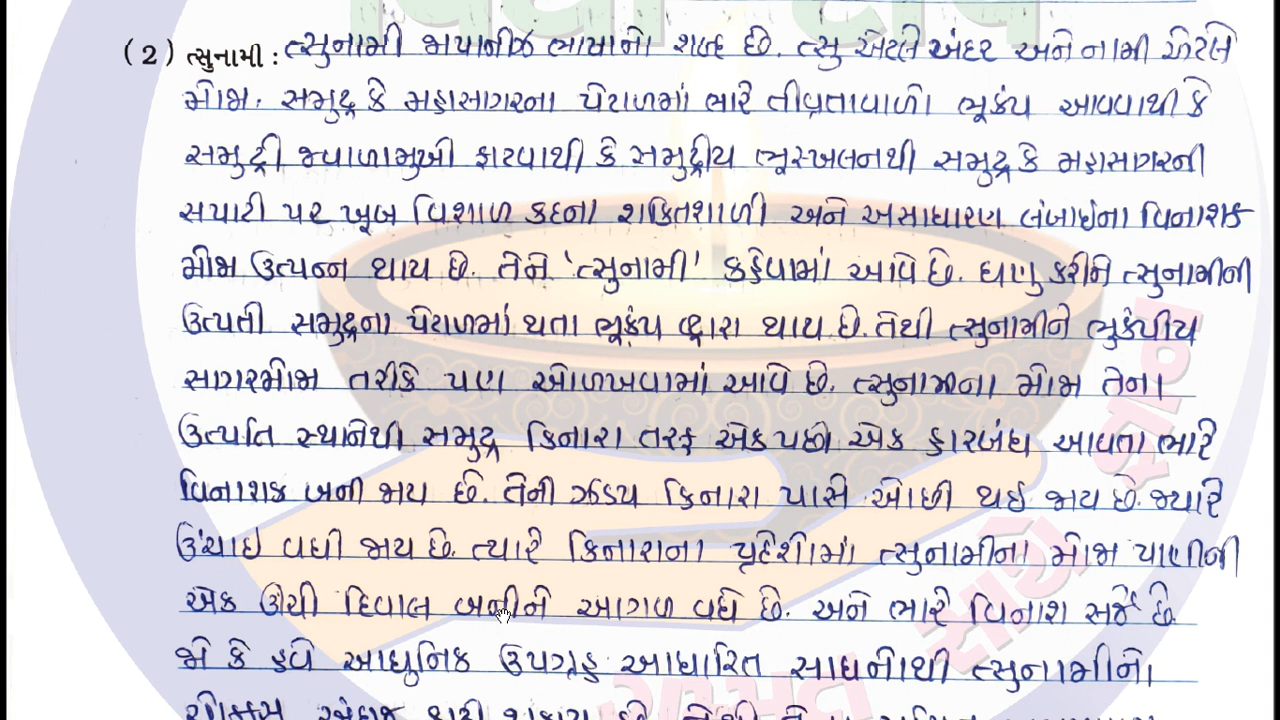 (2) ત્સુનામી : ત્સુનામી જાપાનીઝ ભાષાનો શબ્દ છે. ત્સુ એટલે અંદર અને નામી એટલે
મોજા. સમુદ્ર કે મહાસાગરના પેટાળમાં ભારે તીવ્રતાવાળો ભૂકંપ આવવાથી કે
સમુદ્રી જ્વાળામુખી ફાટવાથી કે સમુદ્રીય ભૂસ્ખલનથી સમુદ્ર કે મહાસાગરની
સપાટી પર ખૂબ વિશાળ કદના શક્તિશાળી અને અસાધારણ લંબાઇના વિનાશક
મોજા ઉત્પન્ન થાય છે. તેને 'ત્સુનામી' કહેવામાં આવે છે. ઘણુ કરીને ત્સુનામીની
ઉત્પતી સમુદ્રના પેટાળમાં થતા ભૂકંપ દ્વારા થાય છે. તેથી ત્સુનામીને ભુકંપીય
સાગરમોજા તરીકે પણ ઓળખવામાં આવે છે. ત્સુનામીના મોજા તેના
ઉત્પતિ સ્થાનેથી સમુદ્ર કિનારા તરફ એક પછી એક હારબંધ આવતા ભારે
વિનાશક બની જાય છે. તેની ઝડપ કિનારા પાસે ઓછી થઇ જાય છે. જ્યારે
ઉંચાઇ વધી જાય છે. ત્યારે કિનારાના પ્રદેશોમાં ત્સુનામીના મોજા પાણીની
એક ઊંચી દિવાલ બનીને આગળ વધે છે. અને ભારે વિનાશ સર્જે છે.
જો કે હવે આધુનિક ઉપગ્રહ આધારિત સાધનોથી ત્સુનામીનો